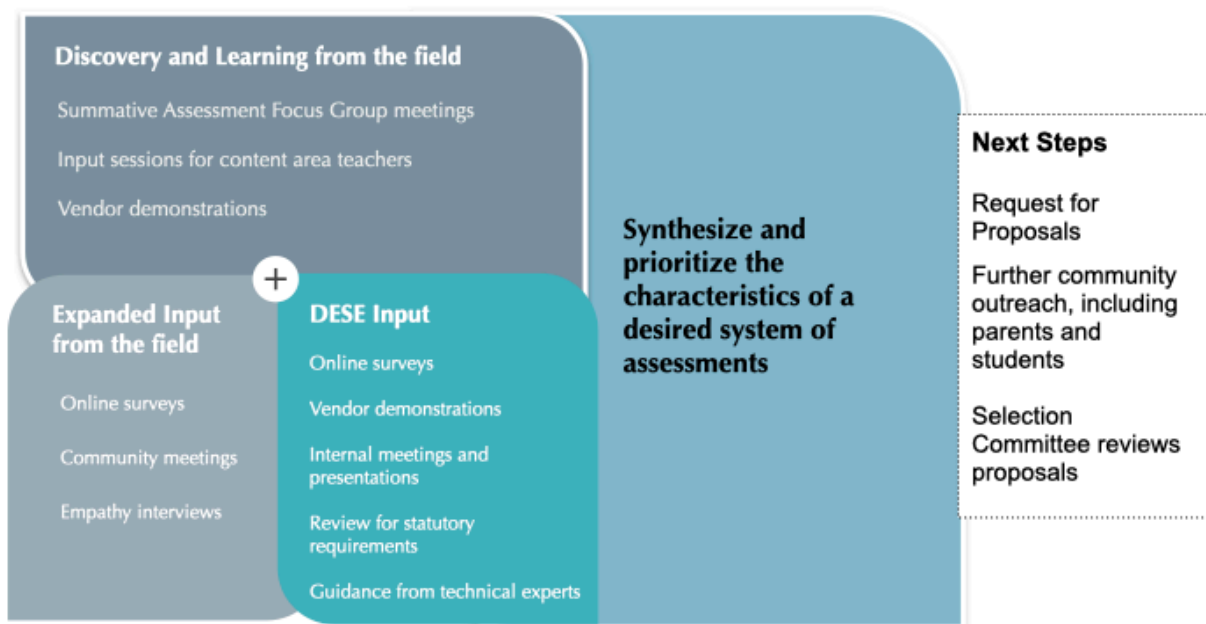 Discovery and Learning from the field
Summative Assessment Focus Group meetings
Input sessions for content area teachers
Vendor demonstrations
+
Expanded Input
from the field
Online surveys
Community meetings
Empathy interviews
DESE Input
Online surveys
Vendor demonstrations
Internal meetings and
presentations
Review for statutory
requirements
Guidance from technical experts
Synthesize and
prioritize the
characteristics of a
desired system of
assessments
Next Steps
Request for
Proposals
Further community
outreach, including
parents and
students
Selection
Committee reviews
proposals